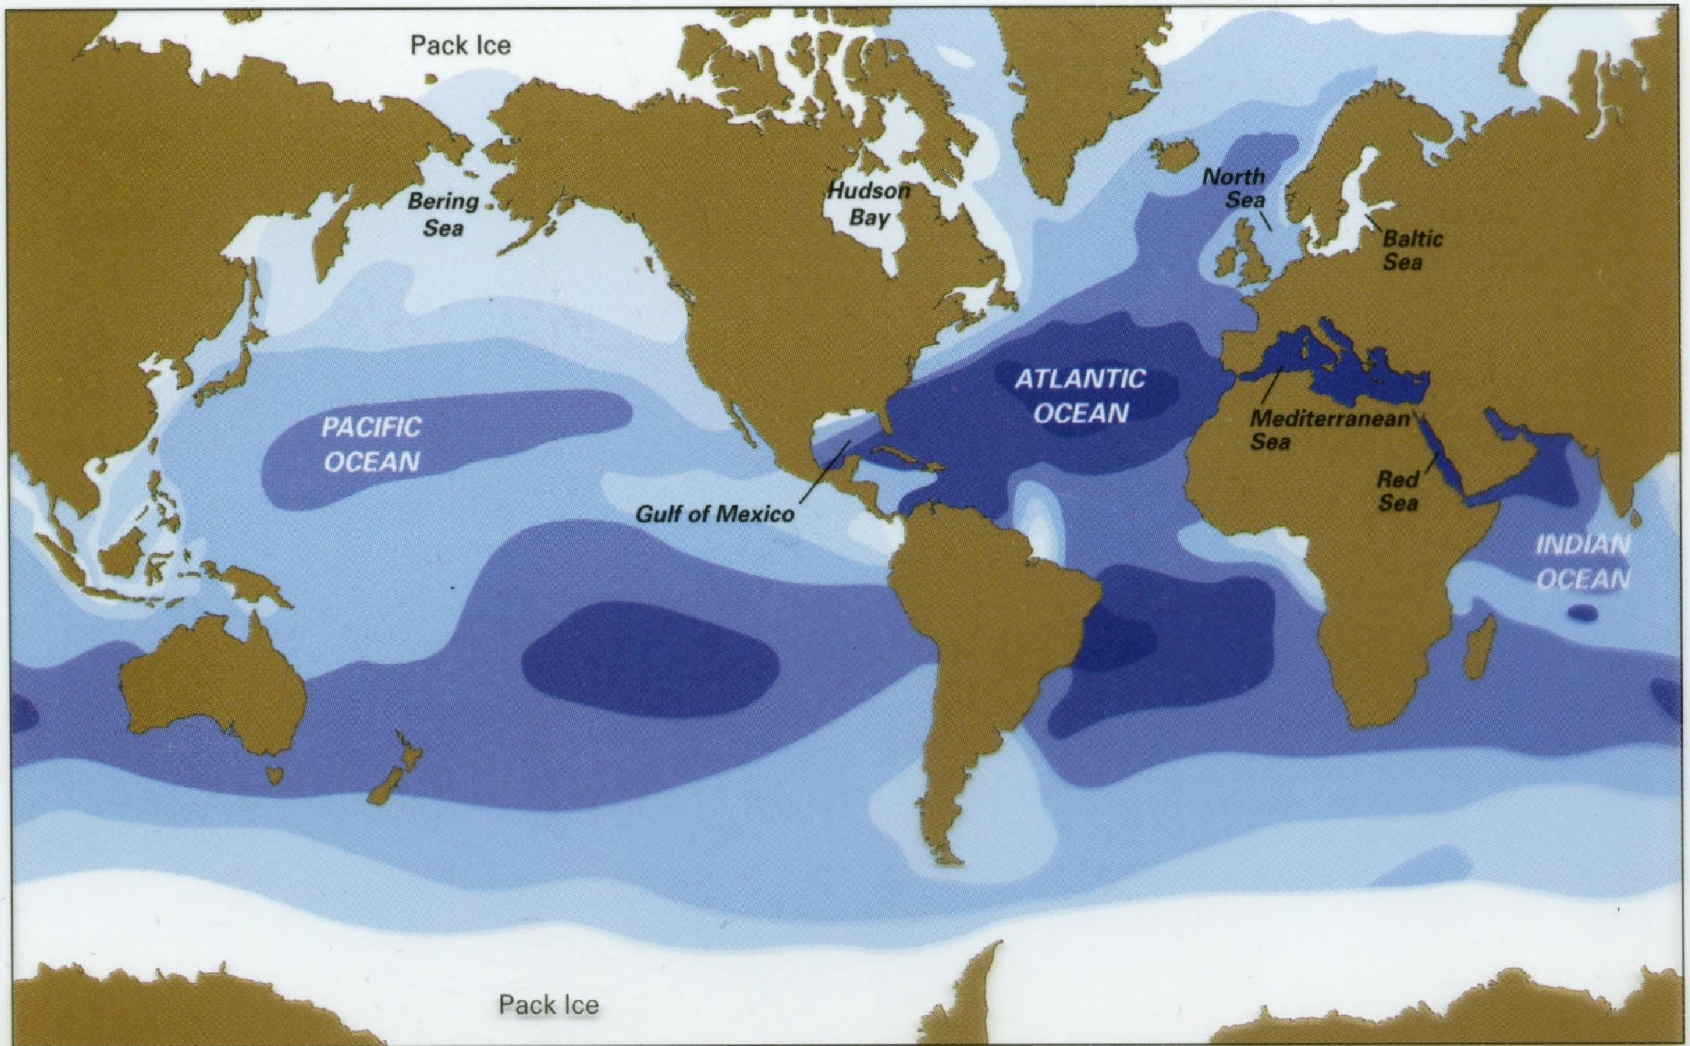 Pack Ice
Bering
Sea
Hudson
Bay
North
Sea
Baltic
Sea
ATLANTIC
OCEAN
PACIFIC
OCEAN
Mediterranean
Sea
Red
Sea
Gulf of Mexico
INDIAN
OCEAN
Pack Ice